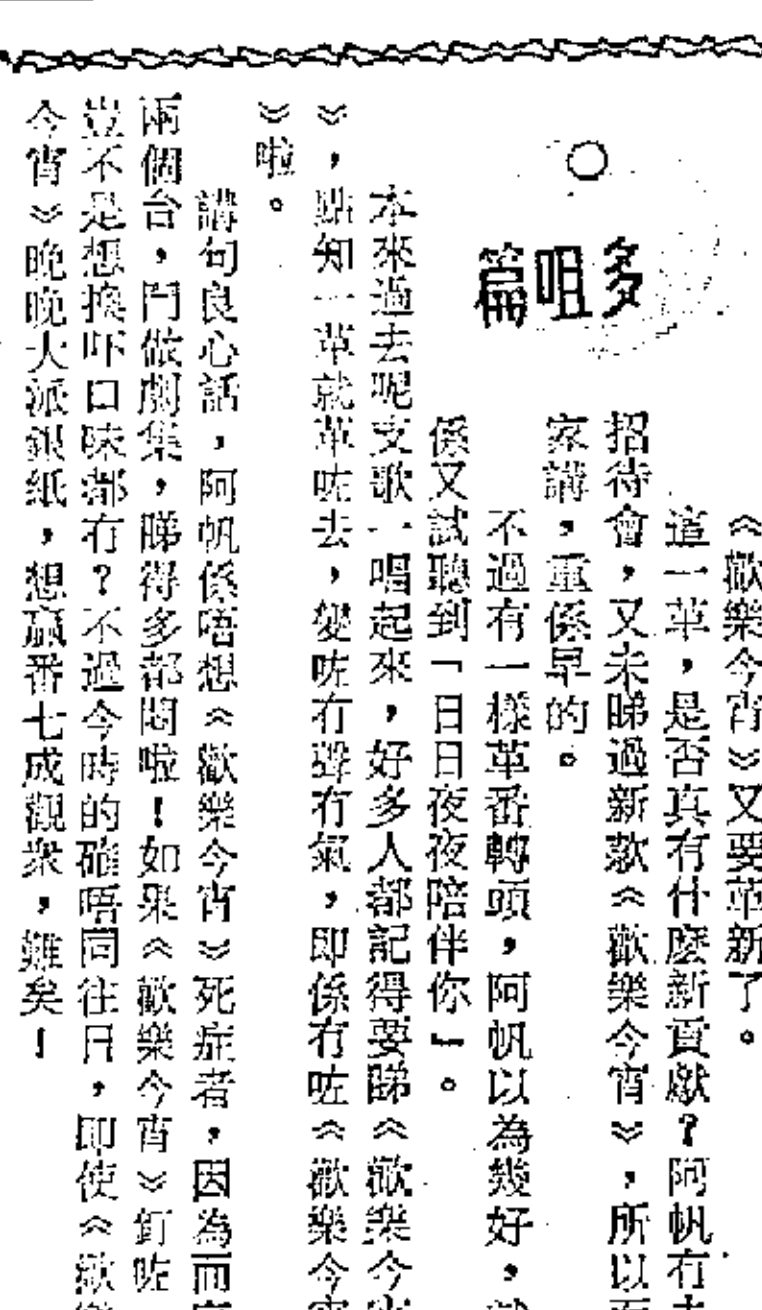 多咀篇
《歡樂今宵》又要革新了。
這一革，是否真有什麽新貢獻？阿帆冇
招待會，又未睇過新款《歡樂今宵》，所以
家講，重係早的。
不過有一樣革番轉頭，阿帆以為幾好，
係又試聽到「日日夜夜陪伴你」。
本來過去呢支歌一唱起來，好多人都記得要睇《歡樂今宵
》，點知一革就革咗去，變咗冇聲冇氣，即係冇咗《歡樂今宵
》啦。
講句良心話，阿帆係唔想《歡樂今宵》死症者，因為而
兩個台，鬥做劇集，睇得多都悶啦！如果《歡樂今宵》釘咗
豈不是想換吓口味都冇？不過今時的確唔同往日，即使《歡樂
今宵》晚晚大派銀紙，想贏番七成觀衆，難矣！